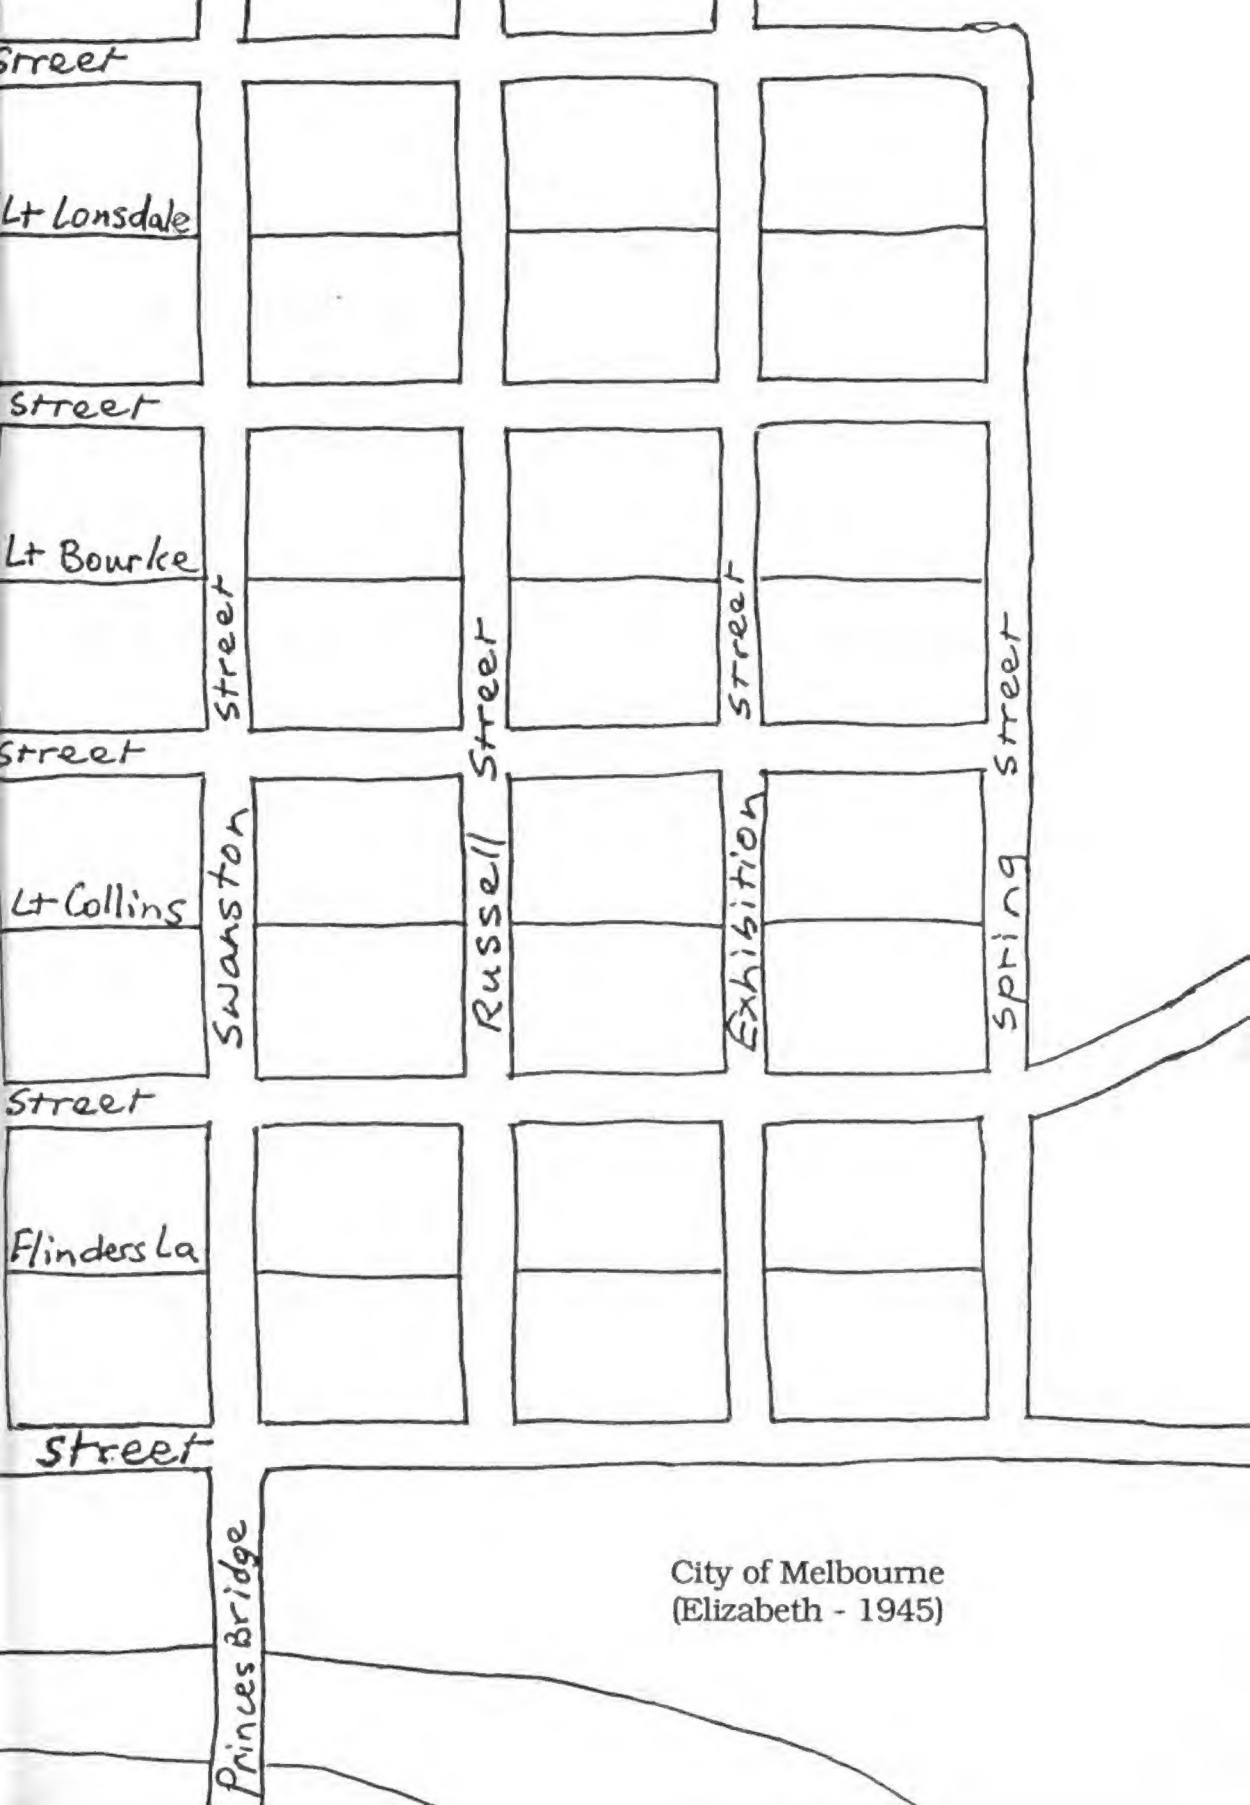 Street
Lt Lonsdale
Street
Lt Bourke
Street
Lt Collins
Street
Flinders La
Street
Swanston Street
Russell Street
Exhibition Street
Spring Street
Princes Bridge
City of Melbourne
(Elizabeth - 1945)